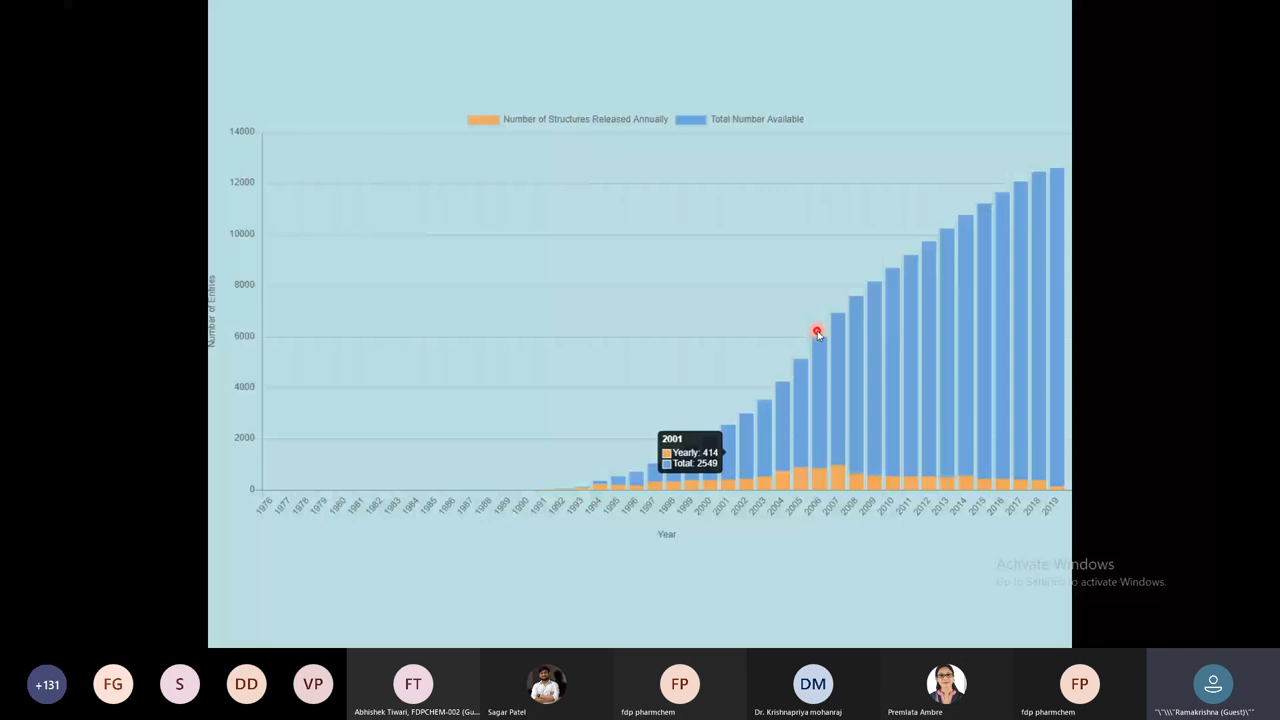 Number of Structures Released Annually Total Number Available
14000
12000
10000
8000
6000
4000
2000
0
Number of Entries
2001
Yearly: 414
Total: 2549
1976 1977 1978 1979 1980 1981 1982 1983 1984 1985 1986 1987 1988 1989 1990 1991 1992 1993 1994 1995 1996 1997 1998 1999 2000 2001 2002 2003 2004 2005 2006 2007 2008 2009 2010 2011 2012 2013 2014 2015 2016 2017 2018 2019
Year
Activate Windows
to activate Windows.
+131
FG
S
DD
VP
FT
FP
DM
FP
Abhishek Tiwari, FDPCHEM-002 (Gu...
Sagar Patel
fdp pharmchem
Dr. Krishnapriya mohanraj
Premlata Ambre
fdp pharmchem
"\"\\\"Ramakrishna (Guest)\""